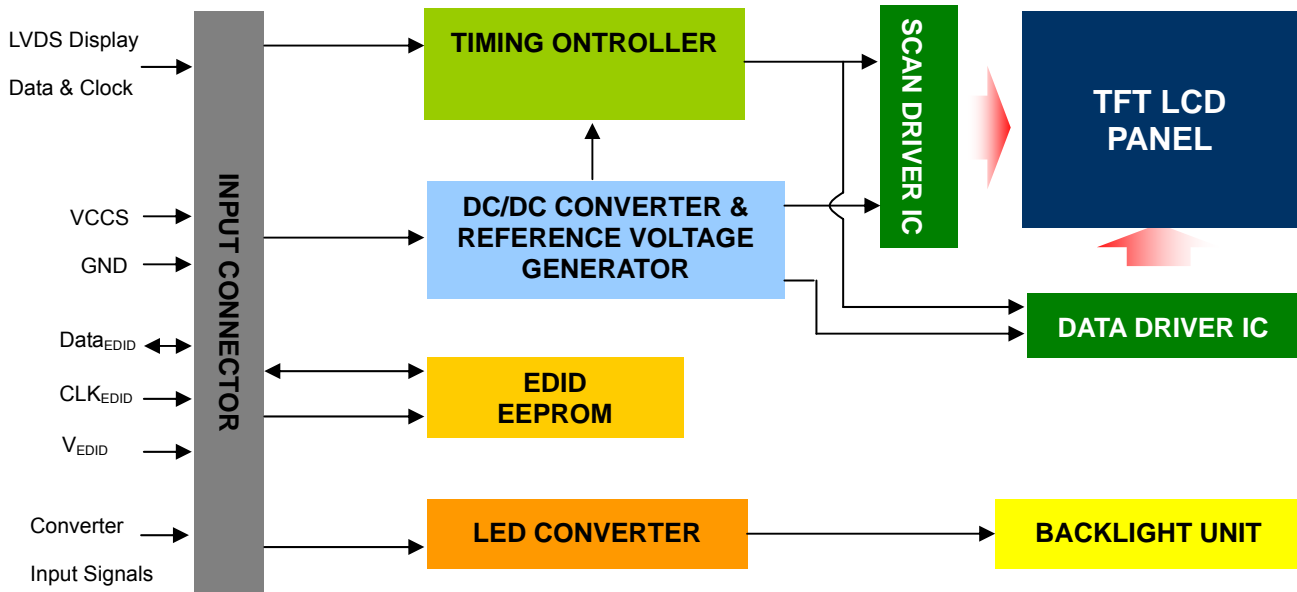 LVDS Display
Data & Clock
VCCS
GND
DataEDID
CLKEDID
VEDID
Converter
Input Signals
INPUT CONNECTOR
TIMING ONTROLLER
DC/DC CONVERTER &
REFERENCE VOLTAGE
GENERATOR
EDID
EEPROM
LED CONVERTER
SCAN DRIVER IC
TFT LCD
PANEL
DATA DRIVER IC
BACKLIGHT UNIT